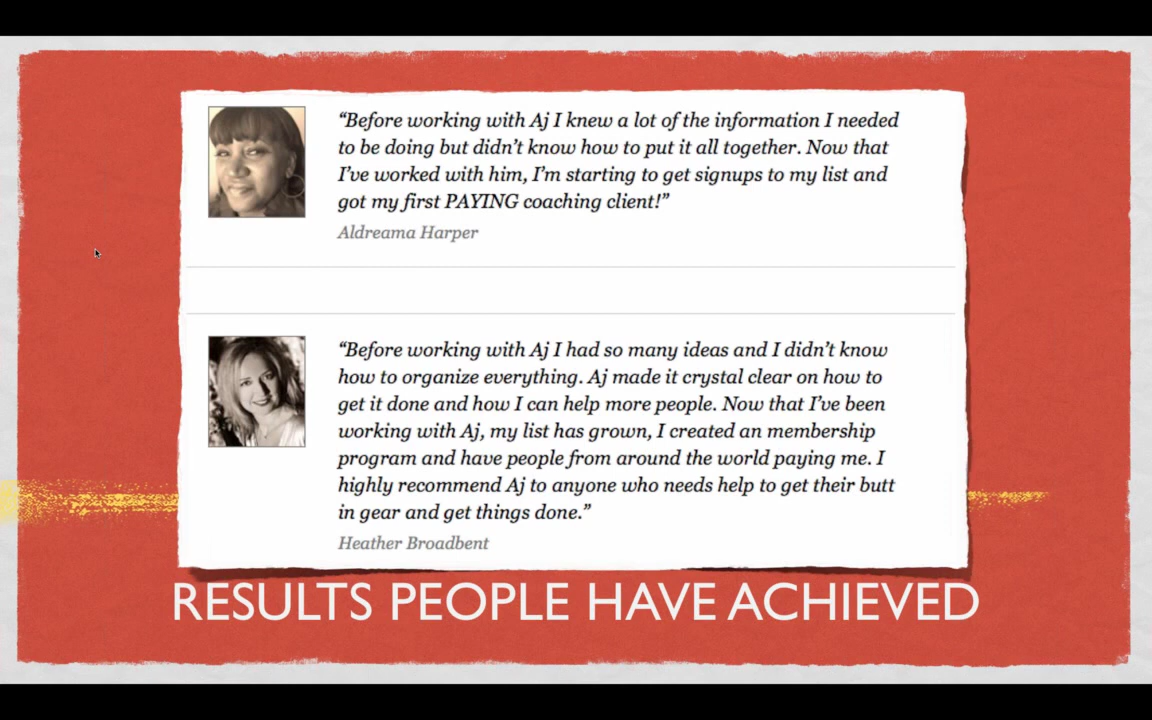 “Before working with Aj I knew a lot of the information I needed
to be doing but didn’t know how to put it all together. Now that
I’ve worked with him, I’m starting to get signups to my list and
got my first PAYING coaching client!”
Aldreama Harper
“Before working with Aj I had so many ideas and I didn’t know
how to organize everything. Aj made it crystal clear on how to
get it done and how I can help more people. Now that I’ve been
working with Aj, my list has grown, I created an membership
program and have people from around the world paying me. I
highly recommend Aj to anyone who needs help to get their butt
in gear and get things done.”
Heather Broadbent
RESULTS PEOPLE HAVE ACHIEVED